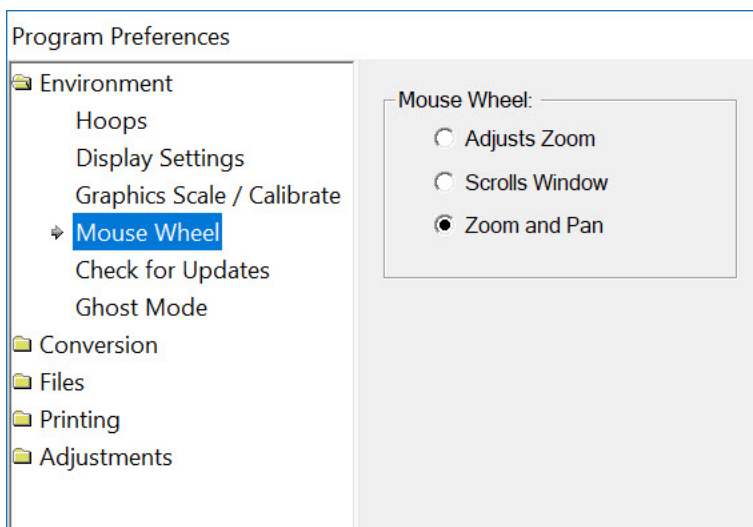 Program Preferences
Environment
Hoops
Display Settings
Graphics Scale / Calibrate
Mouse Wheel
Check for Updates
Ghost Mode
Conversion
Files
Printing
Adjustments
Mouse Wheel:
Adjusts Zoom
Scrolls Window
Zoom and Pan